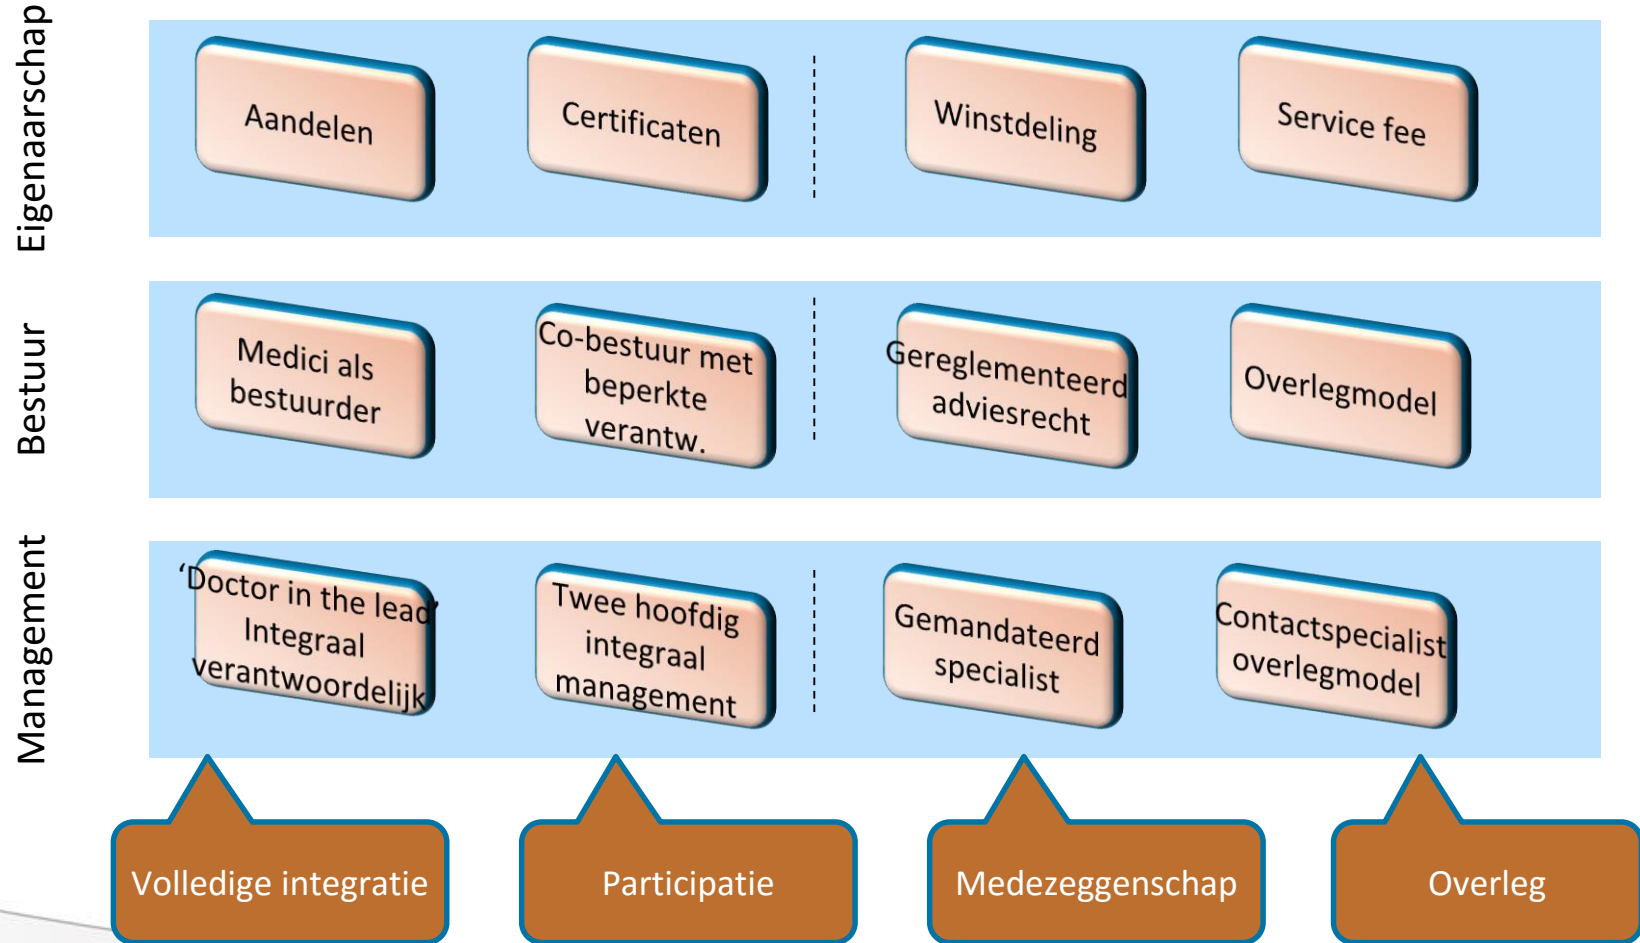 Eigenaarschap
Aandelen
Certificaten
Winstdeling
Service fee
Bestuur
Medici als
bestuurder
Co-bestuur met
beperkte
verantw.
Gereglementeerd
adviesrecht
Overlegmodel
Management
‘Doctor in the lead’
Integraal
verantwoordelijk
Twee hoofdig
integraal
management
Gemandateerd
specialist
Contactspecialist
overlegmodel
Volledige integratie
Participatie
Medezeggenschap
Overleg